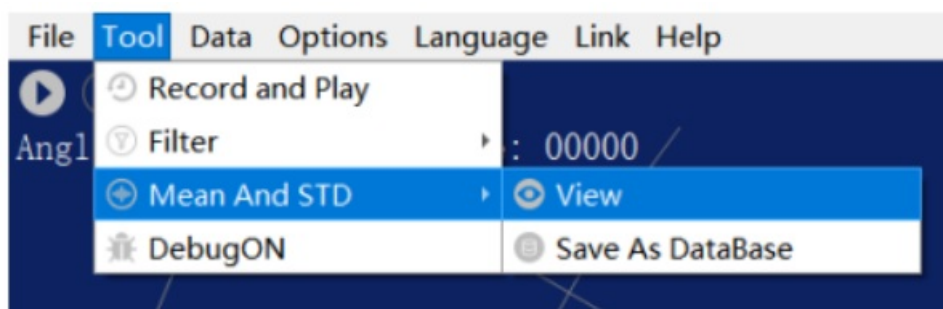 File Tool Data Options Language Link Help
Record and Play
Angl
Filter
: 00000
Mean And STD
View
DebugON
Save As DataBase